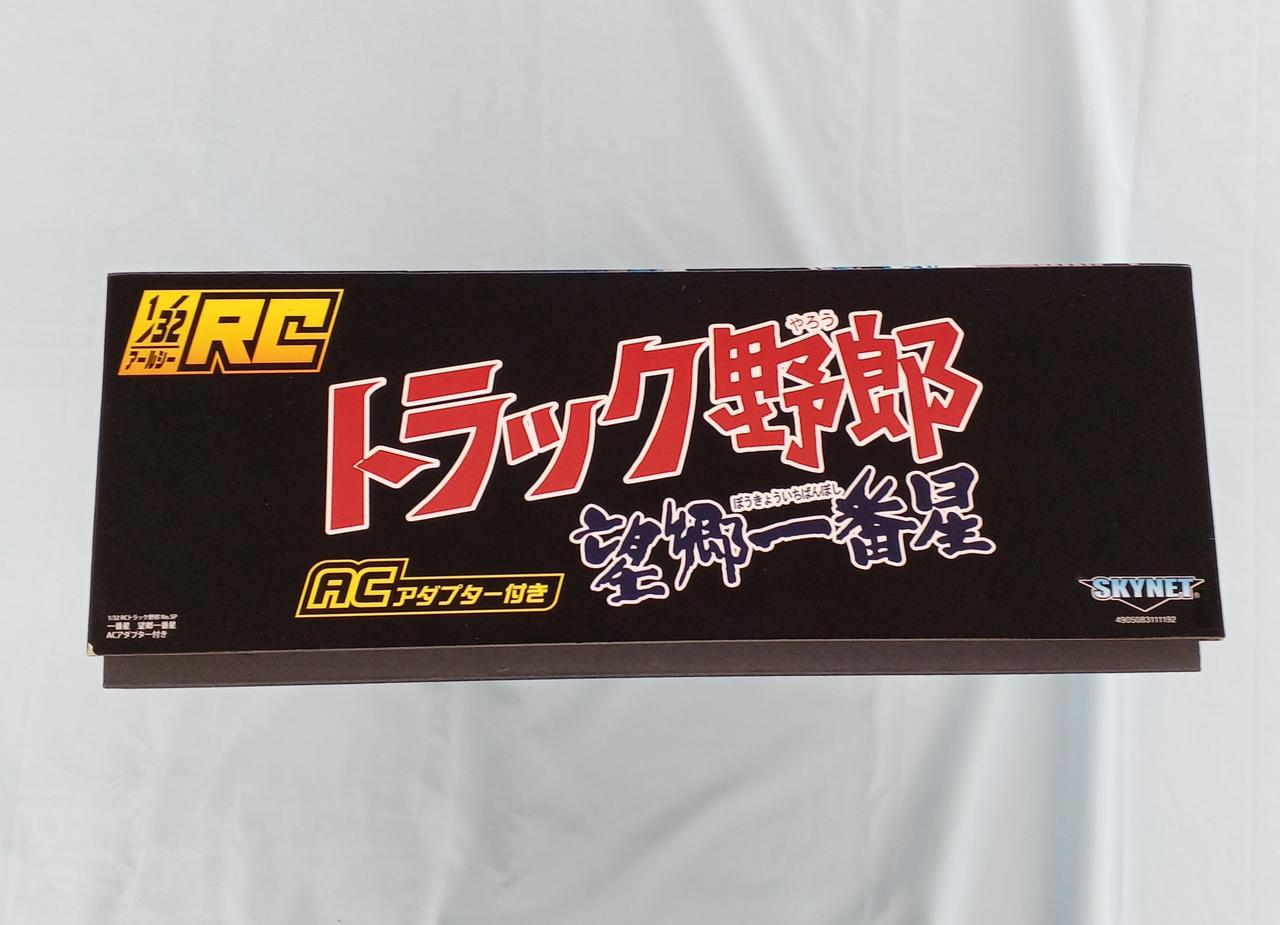 1/32
アールシー
RC
やろう
トラック野郎
ぼうきょういちばんぼし
望郷一番星
ACアダプター付き
1/32 RCトラック野郎 No.SP
一番星 望郷一番星
ACアダプター付き
SKYNET®
4905083111192